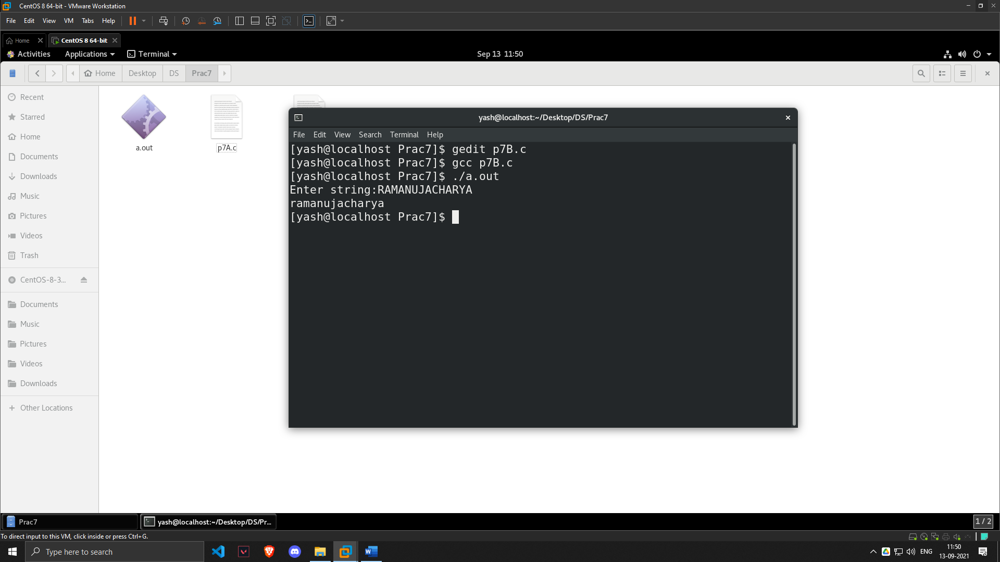 CentOS 8 64-bit - VMware Workstation
File Edit View VM Tabs Help
Home CentOS 8 64-bit
Activities Applications Terminal Sep 13 11:50
Home Desktop DS Prac7
Recent
Starred
Home
Documents
Downloads
Music
Pictures
Videos
Trash
CentOS-8-3...
Documents
Music
Pictures
Videos
Downloads
+ Other Locations
a.out
p7A.c
yash@localhost:~/Desktop/DS/Prac7
File Edit View Search Terminal Help
[yash@localhost Prac7]$ gedit p7B.c
[yash@localhost Prac7]$ gcc p7B.c
[yash@localhost Prac7]$ ./a.out
Enter string:RAMANUJACHARYA
ramanujacharya
[yash@localhost Prac7]$
Prac7 yash@localhost:~/Desktop/DS/Pr... 1 / 2
To direct input to this VM, click inside or press Ctrl+G.
Type here to search ENG 11:50
13-09-2021